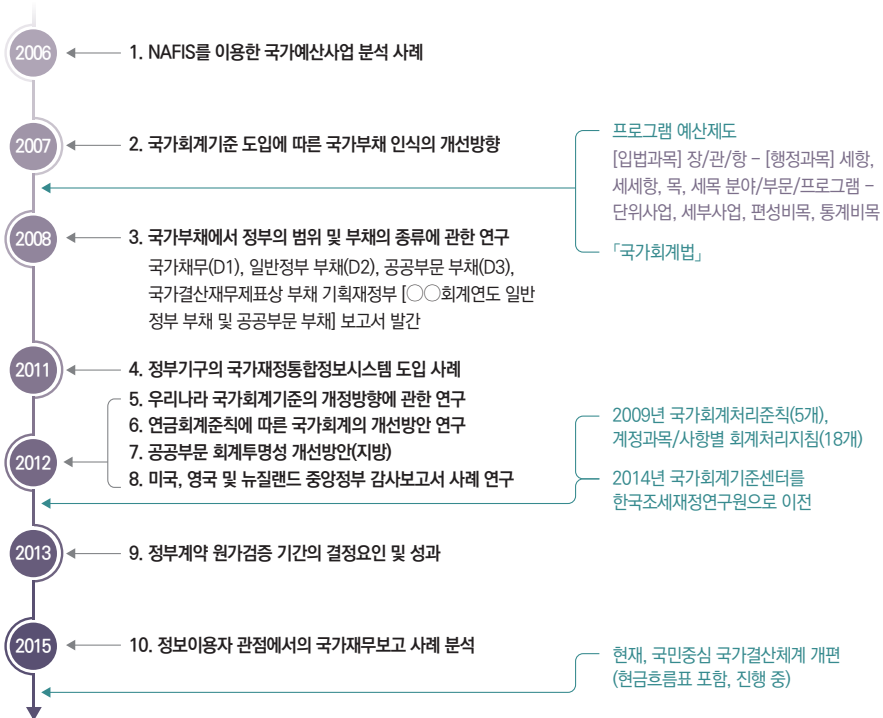 2006
1. NAFIS를 이용한 국가예산사업 분석 사례
2007
2. 국가회계기준 도입에 따른 국가부채 인식의 개선방향
프로그램 예산제도
[입법과목] 장/관/항 – [행정과목] 세항,
세세항, 목, 세목 분야/부문/프로그램 –
단위사업, 세부사업, 편성비목, 통계비목
「국가회계법」
2008
3. 국가부채에서 정부의 범위 및 부채의 종류에 관한 연구
국가채무(D1), 일반정부 부채(D2), 공공부문 부채(D3),
국가결산재무제표상 부채 기획재정부 [○○회계연도 일반
정부 부채 및 공공부문 부채] 보고서 발간
2011
4. 정부기구의 국가재정통합정보시스템 도입 사례
2012
5. 우리나라 국가회계기준의 개정방향에 관한 연구
6. 연금회계준칙에 따른 국가회계의 개선방안 연구
7. 공공부문 회계투명성 개선방안(지방)
8. 미국, 영국 및 뉴질랜드 중앙정부 감사보고서 사례 연구
2009년 국가회계처리준칙(5개),
계정과목/사항별 회계처리지침(18개)
2014년 국가회계기준센터를
한국조세재정연구원으로 이전
2013
9. 정부계약 원가검증 기간의 결정요인 및 성과
2015
10. 정보이용자 관점에서의 국가재무보고 사례 분석
현재, 국민중심 국가결산체계 개편
(현금흐름표 포함, 진행 중)